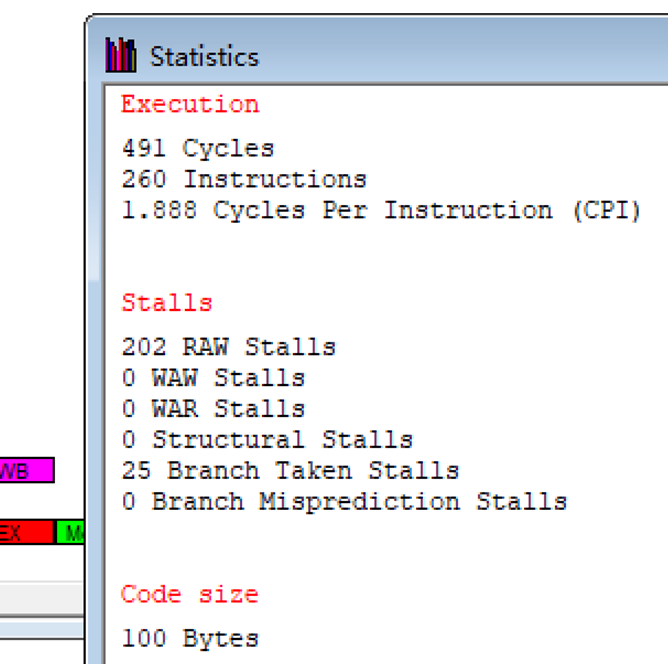 Statistics
Execution
491 Cycles
260 Instructions
1.888 Cycles Per Instruction (CPI)
Stalls
202 RAW Stalls
0 WAW Stalls
0 WAR Stalls
0 Structural Stalls
25 Branch Taken Stalls
0 Branch Misprediction Stalls
WB
EX
Code size
100 Bytes